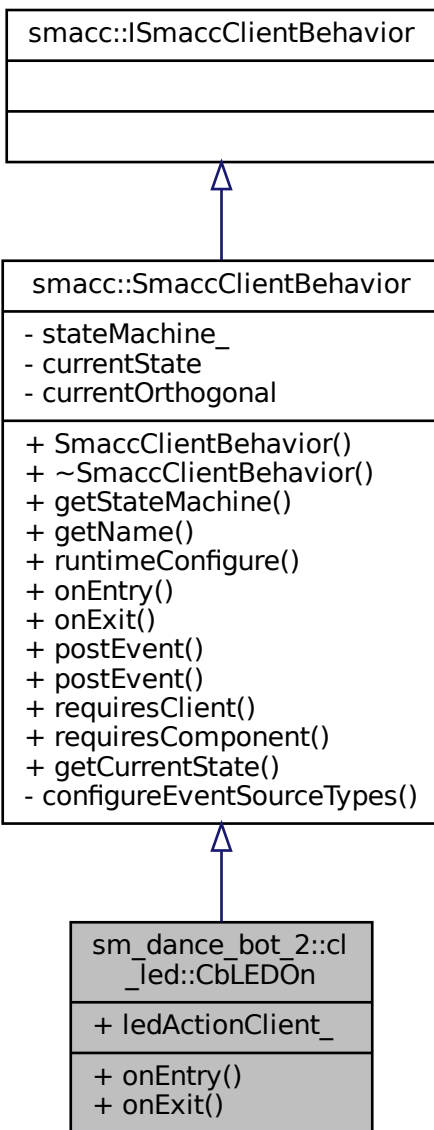 smacc::ISmaccClientBehavior
smacc::SmaccClientBehavior
- stateMachine_
- currentState
- currentOrthogonal
+ SmaccClientBehavior()
+ ~SmaccClientBehavior()
+ getStateMachine()
+ getName()
+ runtimeConfigure()
+ onEntry()
+ onExit()
+ postEvent()
+ postEvent()
+ requiresClient()
+ requiresComponent()
+ getCurrentState()
- configureEventSourceTypes()
sm_dance_bot_2::cl
_led::CbLEDOn
+ ledActionClient_
+ onEntry()
+ onExit()